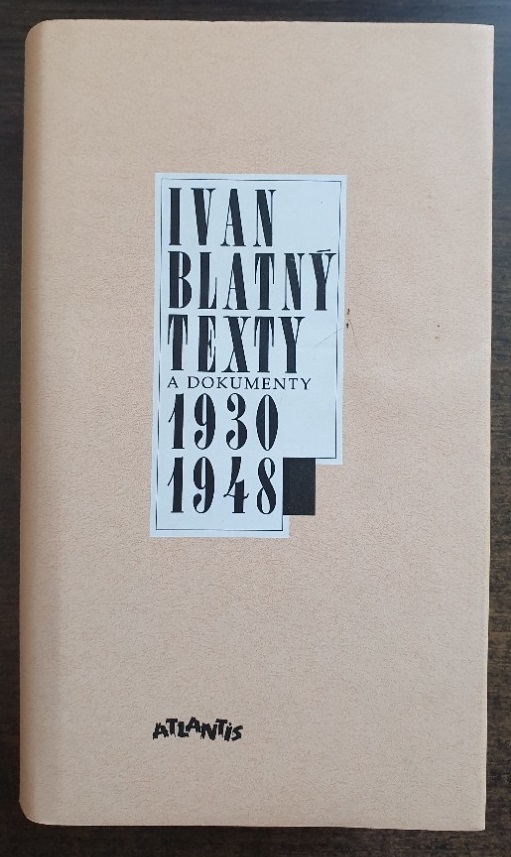 IVAN
BLATNÝ
TEXTY
A DOKUMENTY
1930
1948
ATLANTIS